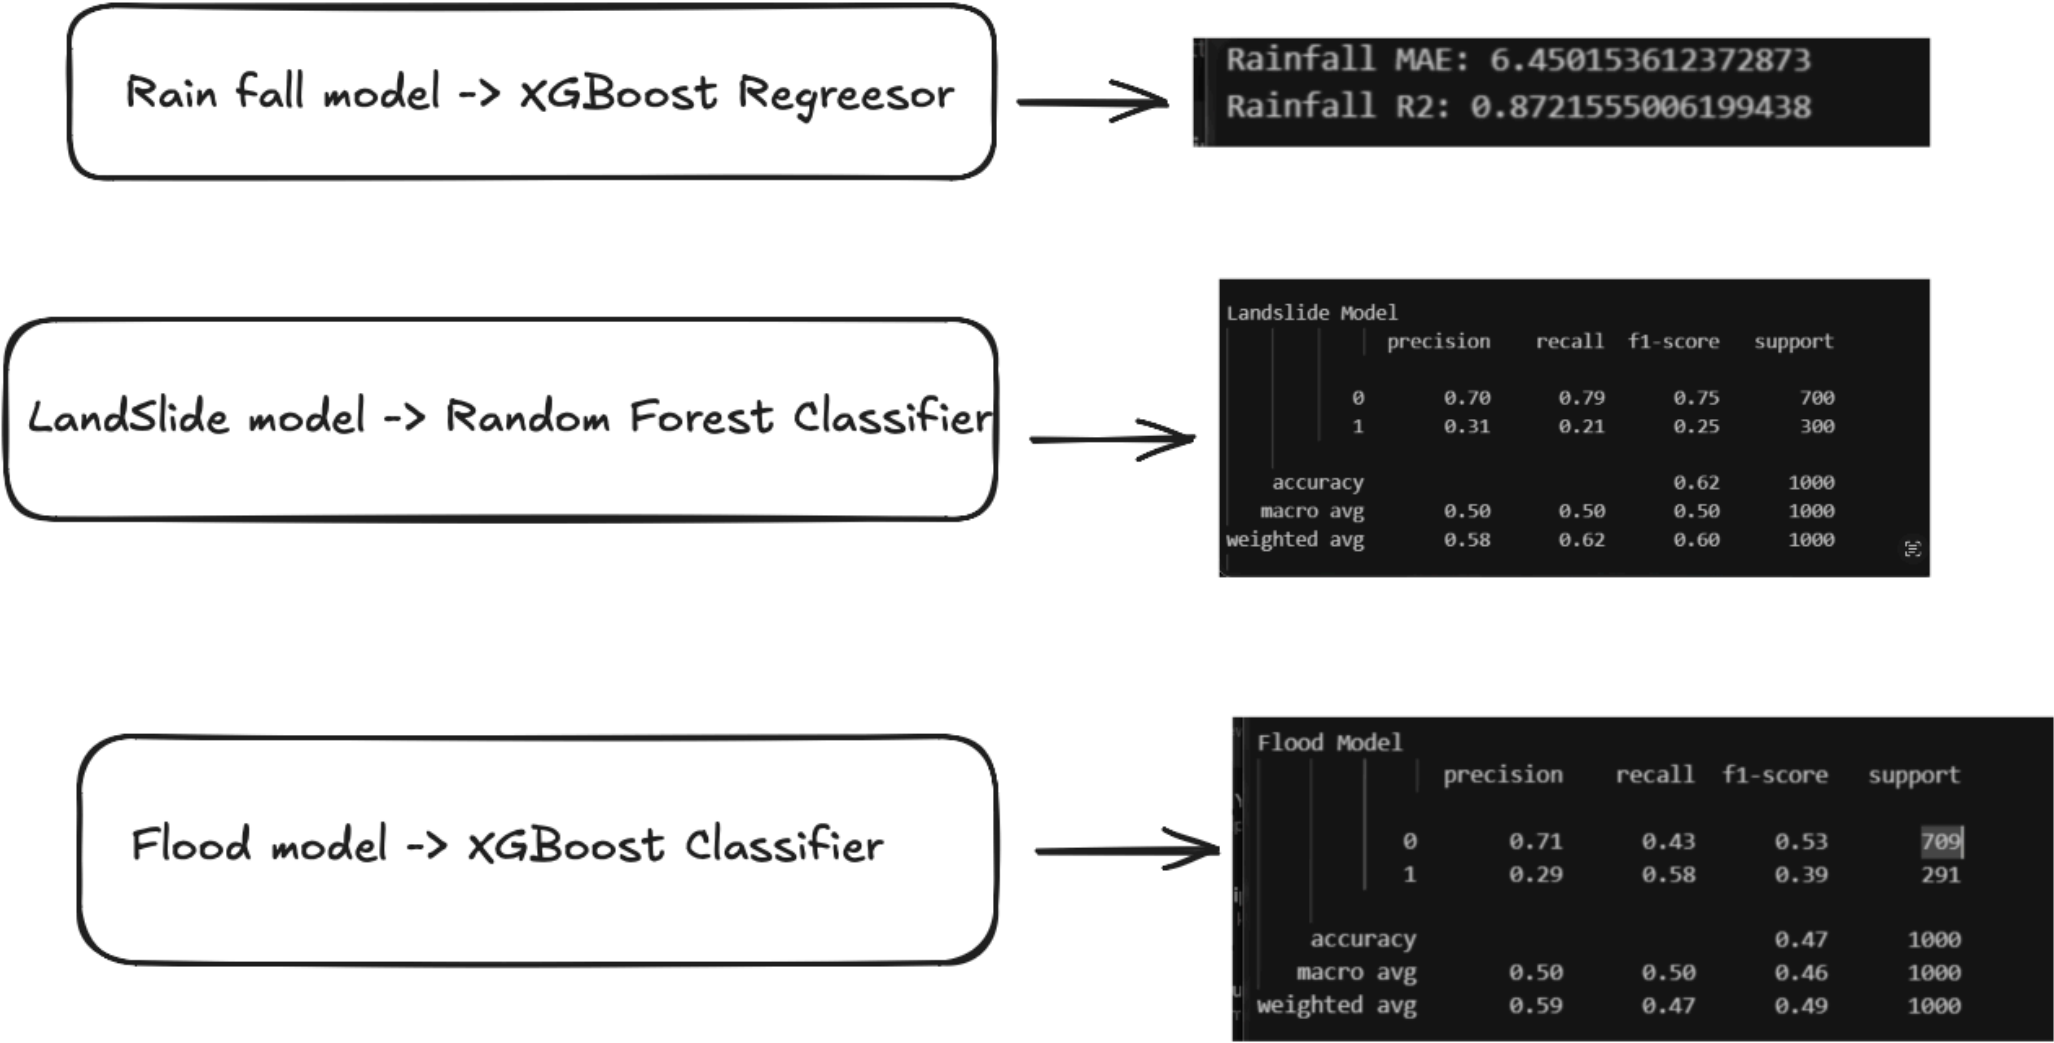 Rain fall model -> XGBoost Regreesor
Rainfall MAE: 6.450153612372873
Rainfall R2: 0.8721555006199438
LandSlide model -> Random Forest Classifier
Landslide Model
precision recall f1-score support
0 0.70 0.79 0.75 700
1 0.31 0.21 0.25 300
accuracy 0.62 1000
macro avg 0.50 0.50 0.50 1000
weighted avg 0.58 0.62 0.60 1000
Flood model -> XGBoost Classifier
Flood Model
precision recall f1-score support
0 0.71 0.43 0.53 709
1 0.29 0.58 0.39 291
accuracy 0.47 1000
macro avg 0.50 0.50 0.46 1000
weighted avg 0.59 0.47 0.49 1000